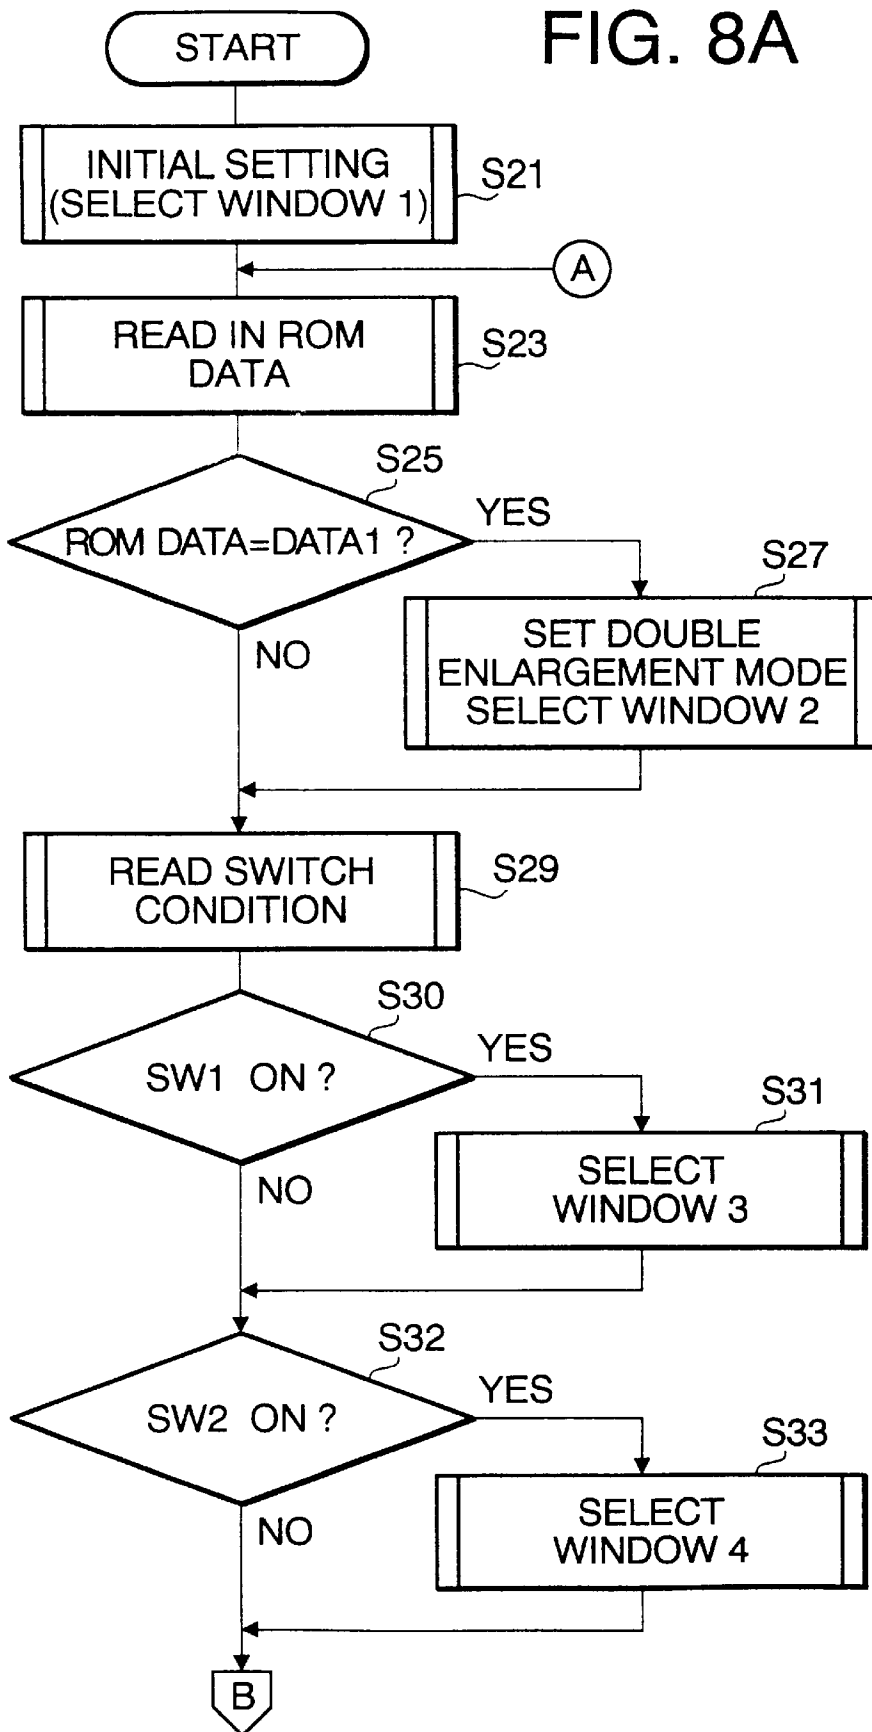 FIG. 8A
START
INITIAL SETTING
(SELECT WINDOW 1)
S21
A
READ IN ROM
DATA
S23
S25
ROM DATA=DATA1 ?
YES
NO
S27
SET DOUBLE
ENLARGEMENT MODE
SELECT WINDOW 2
READ SWITCH
CONDITION
S29
S30
SW1 ON ?
YES
NO
S31
SELECT
WINDOW 3
S32
SW2 ON ?
YES
NO
S33
SELECT
WINDOW 4
B